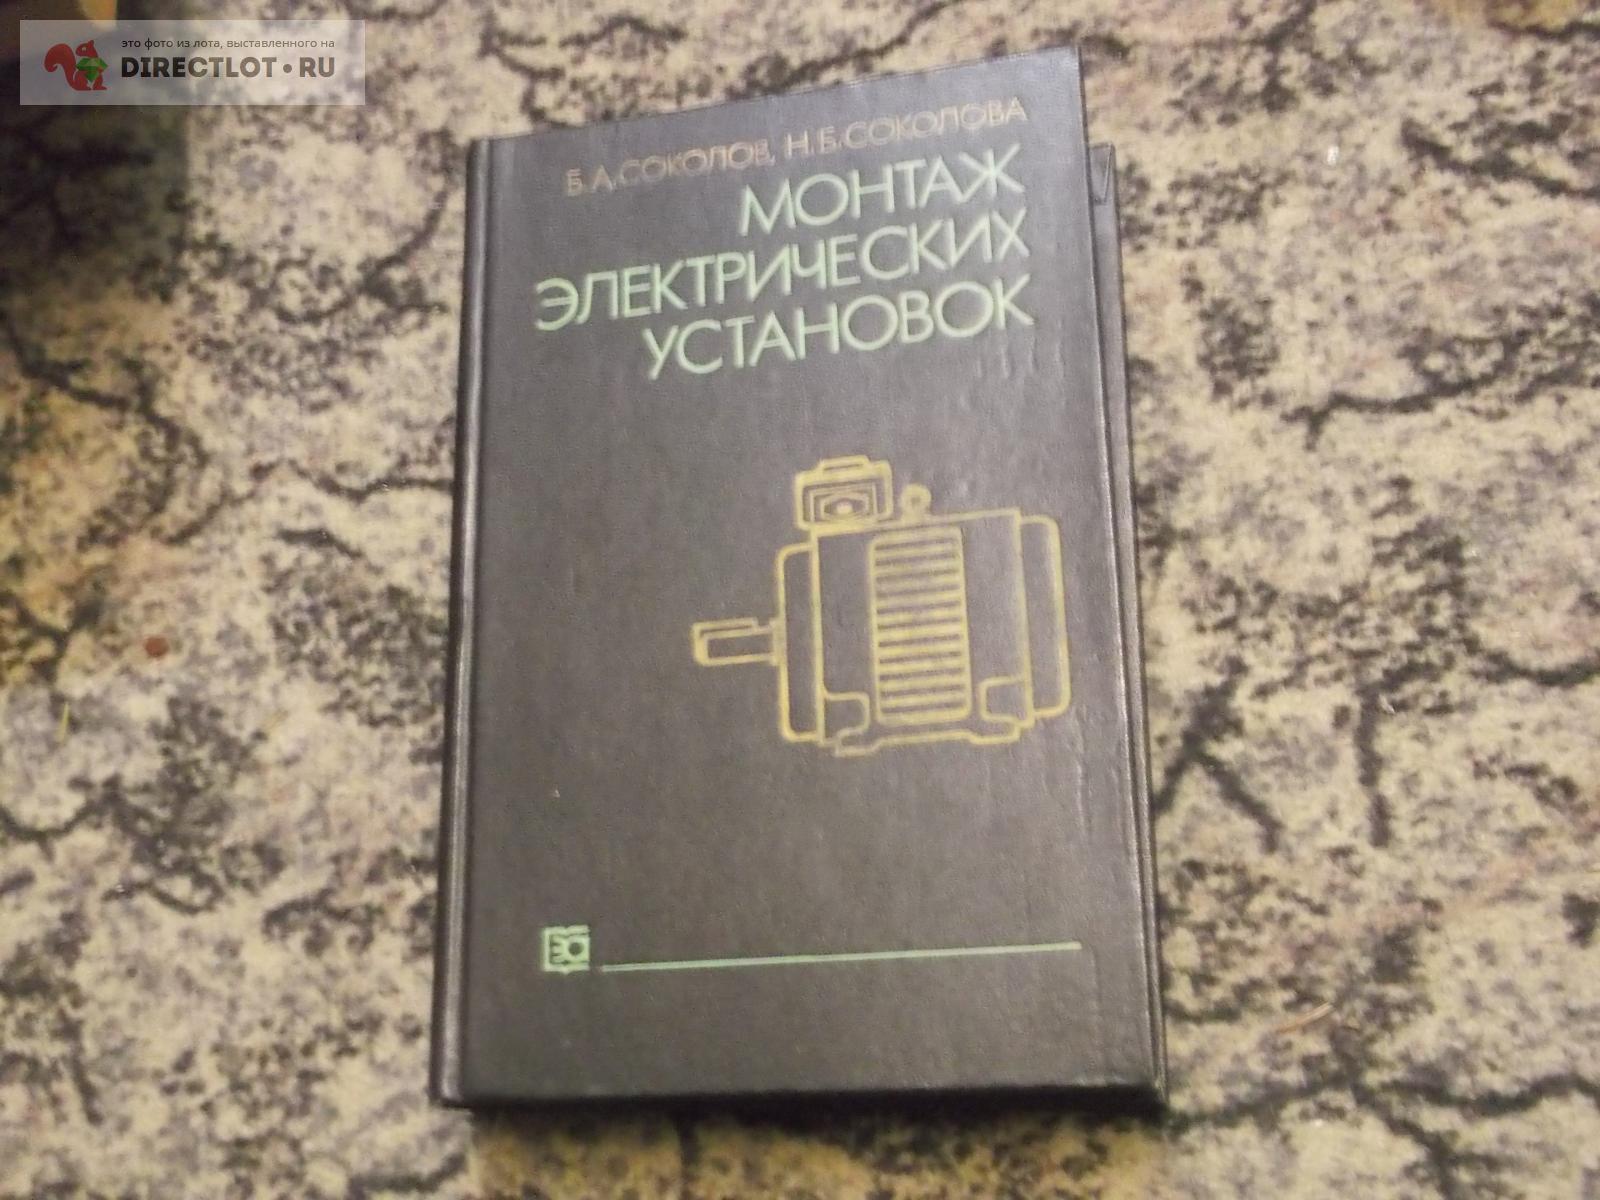 это фото из лота, выставленного на
DIRECTLOT•RU
Б.А.СОКОЛОВ, Н.Б.СОКОЛОВА
МОНТАЖ
ЭЛЕКТРИЧЕСКИХ
УСТАНОВОК